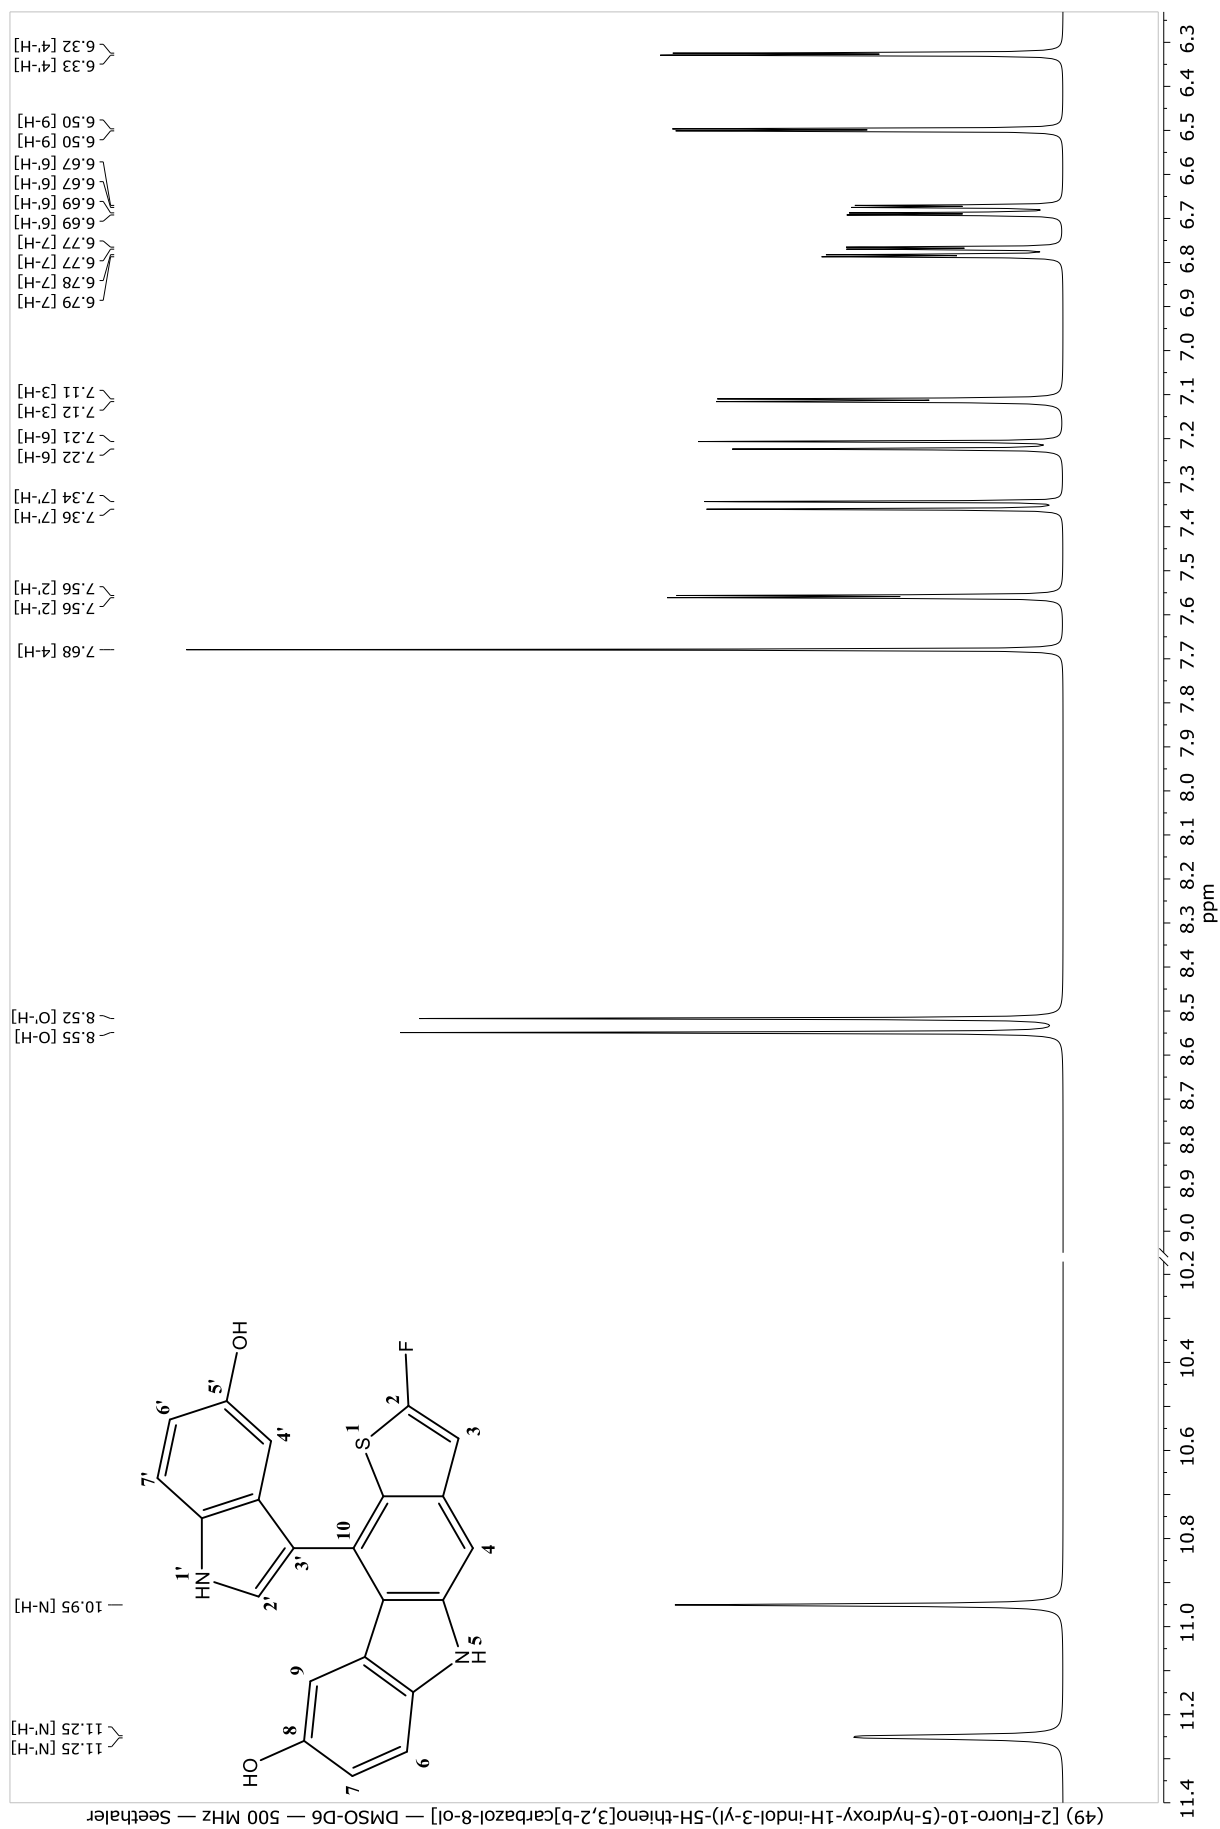 (49) [2-Fluoro-10-(5-hydroxy-1H-indol-3-yl)-5H-thieno[3,2-b]carbazol-8-ol] — DMSO-D6 — 500 MHz — Seethaler
11.25 [N'-H]
11.25 [N'-H]
10.95 [N-H]
8.55 [O-H]
8.52 [O'-H]
7.68 [4-H]
7.56 [2'-H]
7.56 [2'-H]
7.36 [7'-H]
7.34 [7'-H]
7.22 [6-H]
7.21 [6-H]
7.12 [3-H]
7.11 [3-H]
6.79 [7-H]
6.78 [7-H]
6.77 [7-H]
6.77 [7-H]
6.69 [6'-H]
6.69 [6'-H]
6.67 [6'-H]
6.67 [6'-H]
6.50 [9-H]
6.50 [9-H]
6.33 [4'-H]
6.32 [4'-H]
HO
8
9
7
6
N
H
5
4
10
3
S
1
2
F
HN
1'
2'
3'
4'
5'
6'
7'
OH
11.4 11.2 11.0 10.8 10.6 10.4 10.2 9.0 8.9 8.8 8.7 8.6 8.5 8.4 8.3 8.2 8.1 8.0 7.9 7.8 7.7 7.6 7.5 7.4 7.3 7.2 7.1 7.0 6.9 6.8 6.7 6.6 6.5 6.4 6.3
ppm